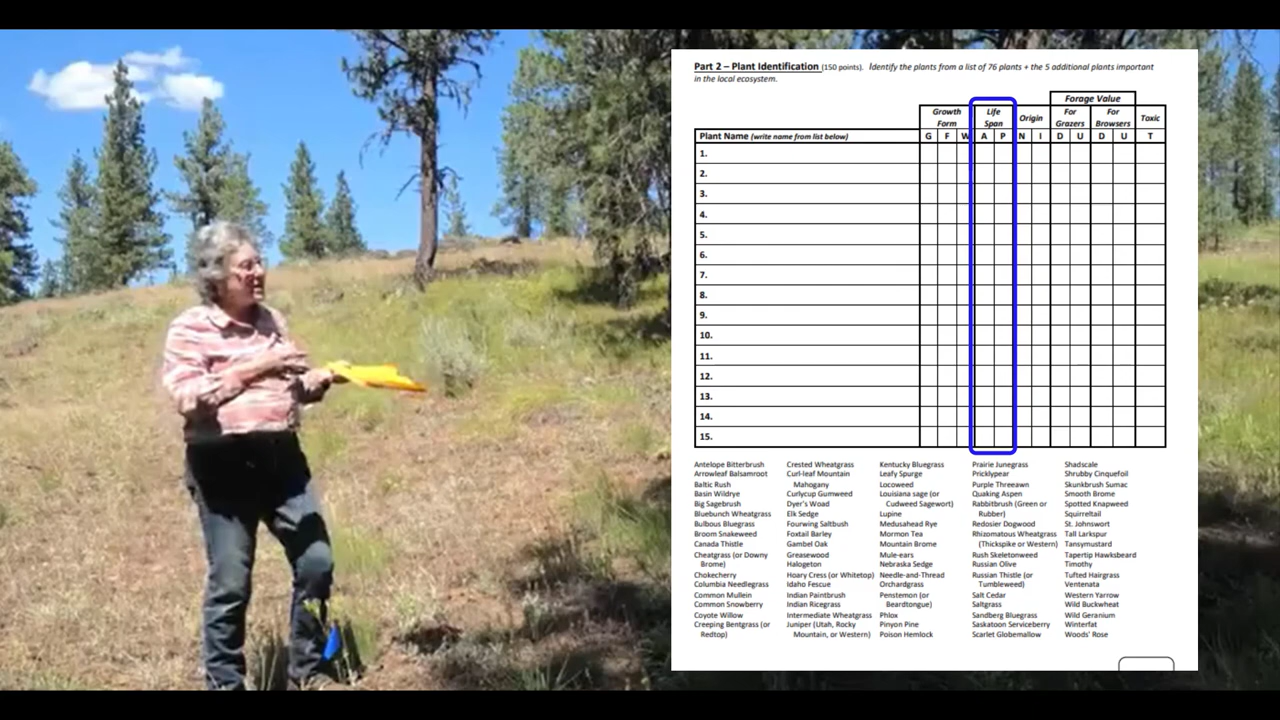 Part 2 – Plant Identification (150 points). Identify the plants from a list of 76 plants + the 5 additional plants important
in the local ecosystem.
Forage Value
Growth Form
Life Span
Origin
For Grazers
For Browsers
Toxic
Plant Name (write name from list below) G F W A P N I D U D U T
1.
2.
3.
4.
5.
6.
7.
8.
9.
10.
11.
12.
13.
14.
15.
Antelope Bitterbrush
Arrowleaf Balsamroot
Baltic Rush
Basin Wildrye
Big Sagebrush
Bluebunch Wheatgrass
Bulbous Bluegrass
Broom Snakeweed
Canada Thistle
Cheatgrass (or Downy
Brome)
Chokecherry
Columbia Needlegrass
Common Mullein
Common Snowberry
Coyote Willow
Creeping Bentgrass (or
Redtop)
Crested Wheatgrass
Curl-leaf Mountain
Mahogany
Curlycup Gumweed
Dyer's Woad
Elk Sedge
Fourwing Saltbush
Foxtail Barley
Gambel Oak
Greasewood
Halogeton
Hoary Cress (or Whitetop)
Idaho Fescue
Indian Paintbrush
Indian Ricegrass
Intermediate Wheatgrass
Juniper (Utah, Rocky
Mountain, or Western)
Kentucky Bluegrass
Leafy Spurge
Locoweed
Louisiana sage (or
Cudweed Sagewort)
Lupine
Medusahead Rye
Mormon Tea
Mountain Brome
Mule-ears
Nebraska Sedge
Needle-and-Thread
Orchardgrass
Penstemon (or
Beardtongue)
Phlox
Pinyon Pine
Poison Hemlock
Prairie Junegrass
Pricklypear
Purple Threeawn
Quaking Aspen
Rabbitbrush (Green or
Rubber)
Redosier Dogwood
Rhizomatous Wheatgrass
(Thickspike or Western)
Rush Skeletonweed
Russian Olive
Russian Thistle (or
Tumbleweed)
Salt Cedar
Saltgrass
Sandberg Bluegrass
Saskatoon Serviceberry
Scarlet Globemallow
Shadscale
Shrubby Cinquefoil
Skunkbrush Sumac
Smooth Brome
Spotted Knapweed
Squirreltail
St. Johnswort
Tall Larkspur
Tansymustard
Tapertip Hawksbeard
Timothy
Tufted Hairgrass
Ventenata
Western Yarrow
Wild Buckwheat
Wild Geranium
Winterfat
Woods' Rose